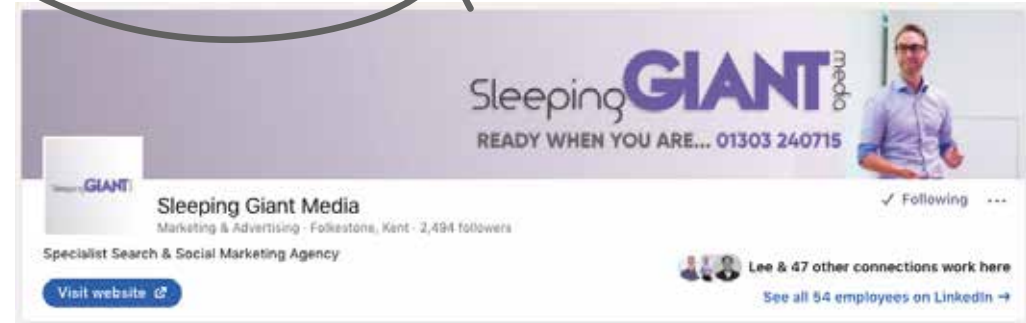 Sleeping GIANT media
READY WHEN YOU ARE... 01303 240715
Sleeping GIANT
Sleeping Giant Media
✓ Following ...
Marketing & Advertising · Folkestone, Kent · 2,494 followers
Specialist Search & Social Marketing Agency
Lee & 47 other connections work here
Visit website
See all 54 employees on LinkedIn →